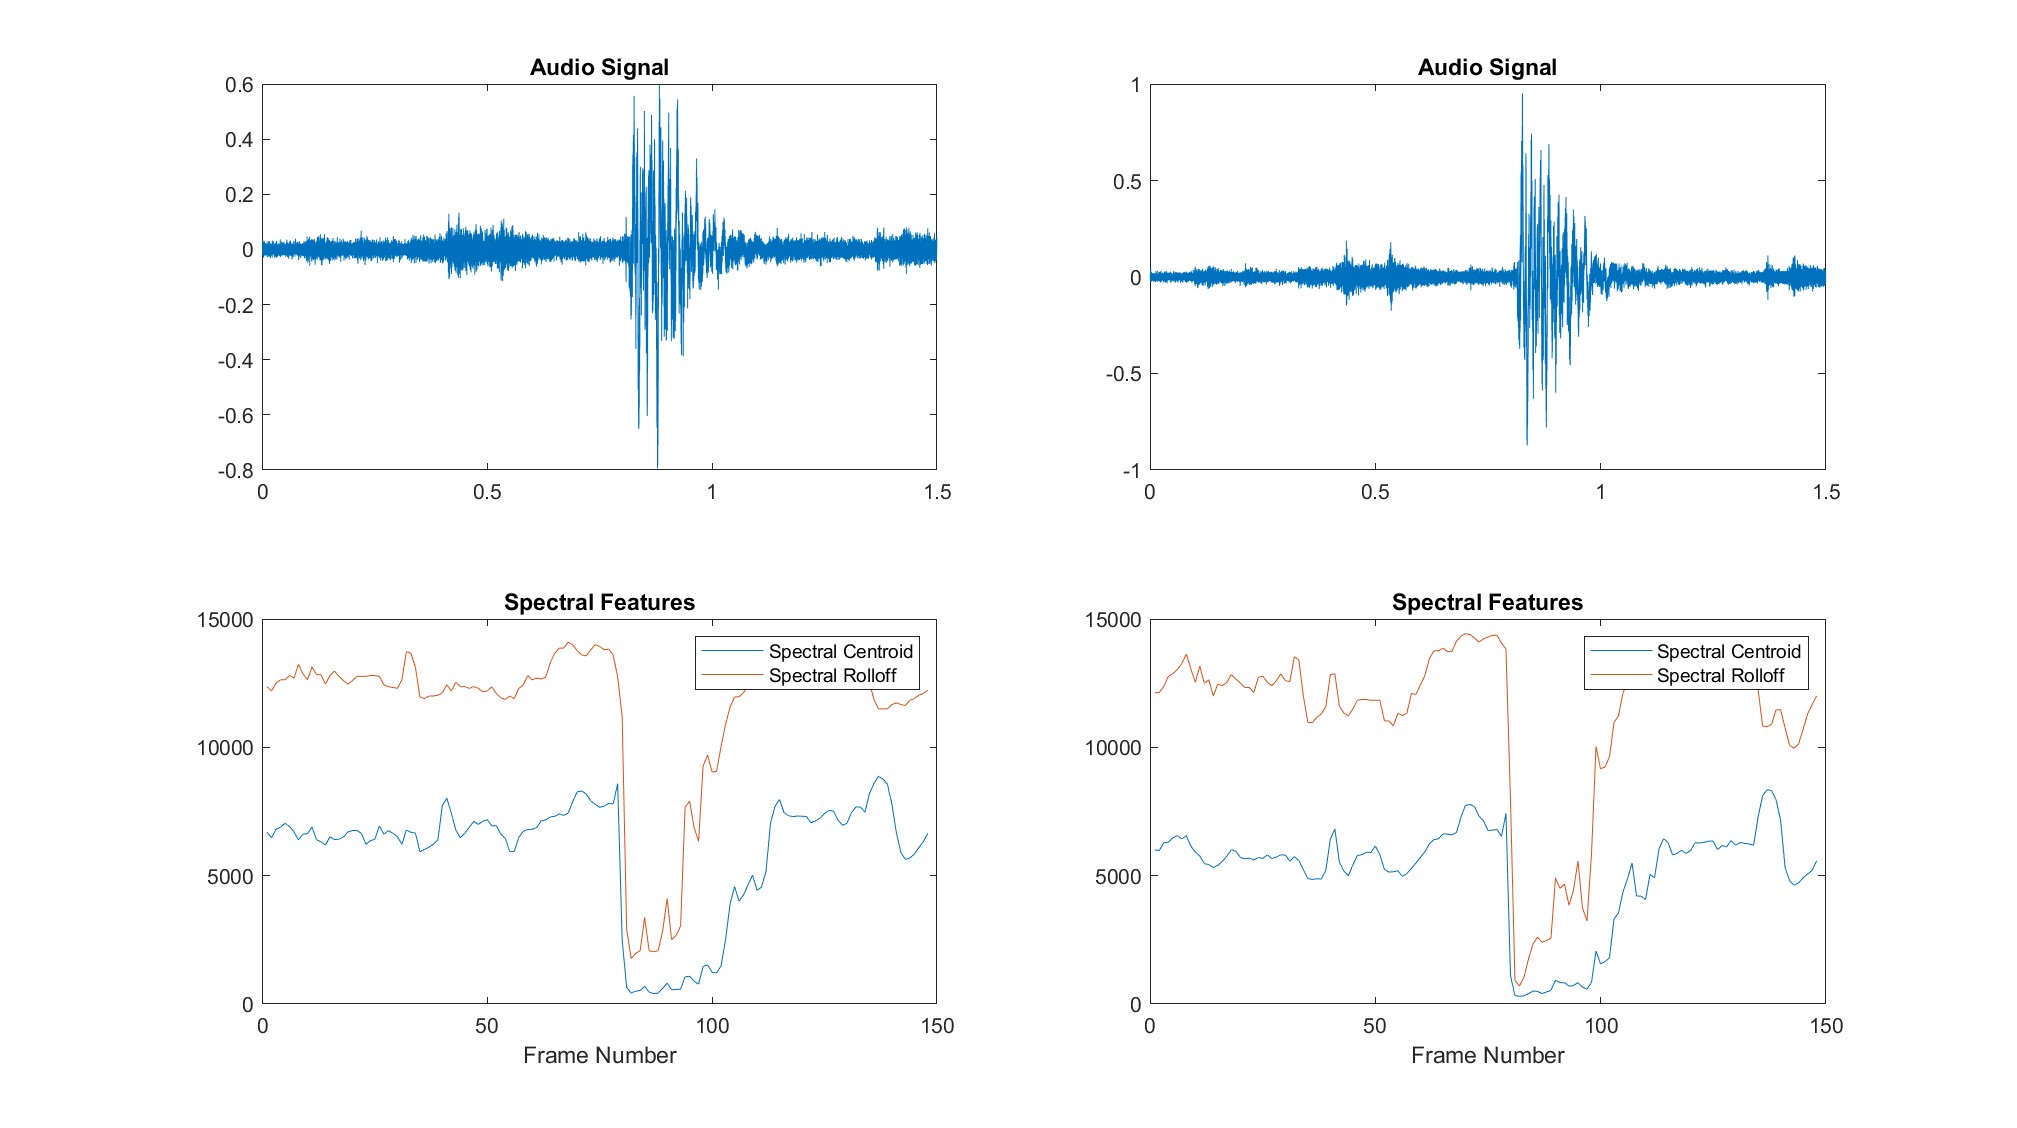 Audio Signal
0.6
0.4
0.2
0
-0.2
-0.4
-0.6
-0.8
0 0.5 1 1.5
Audio Signal
1
0.5
0
-0.5
-1
0 0.5 1 1.5
Spectral Features
15000
10000
5000
0
Spectral Centroid
Spectral Rolloff
0 50 100 150
Frame Number
Spectral Features
15000
10000
5000
0
Spectral Centroid
Spectral Rolloff
0 50 100 150
Frame Number